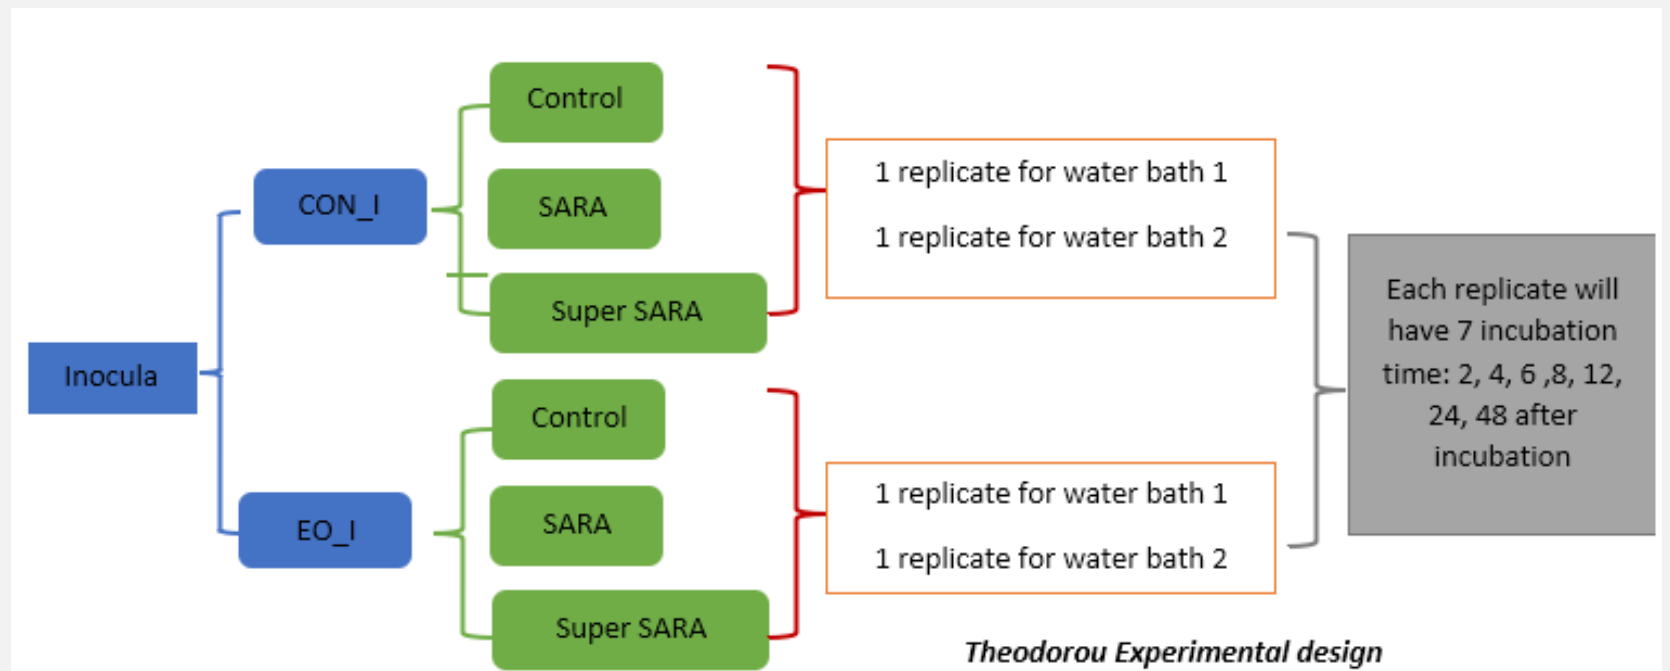 Inocula
CON_I
Control
SARA
Super SARA
1 replicate for water bath 1
1 replicate for water bath 2
EO_I
Control
SARA
Super SARA
1 replicate for water bath 1
1 replicate for water bath 2
Each replicate will
have 7 incubation
time: 2, 4, 6 ,8, 12,
24, 48 after
incubation
Theodorou Experimental design